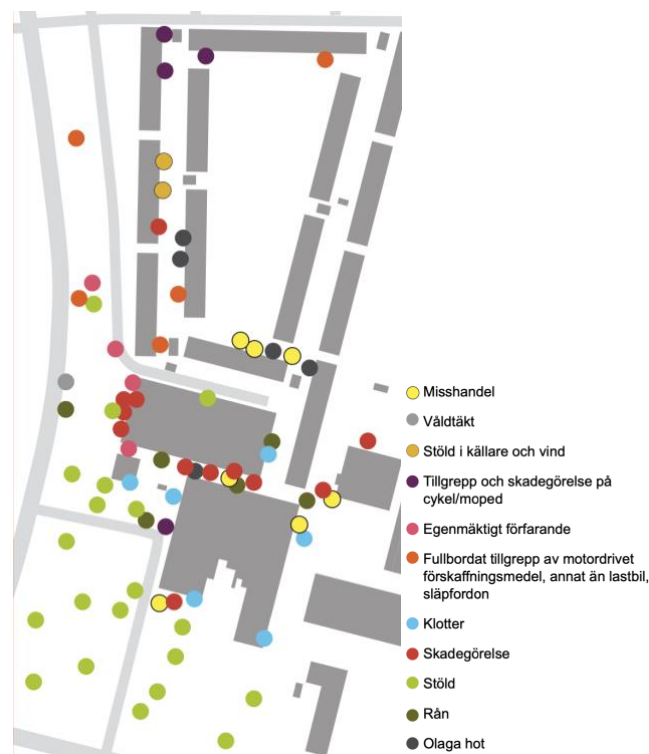 Misshandel
Våldtäkt
Stöld i källare och vind
Tillgrepp och skadegörelse på
cykel/moped
Egenmäktigt förfarande
Fullbordat tillgrepp av motordrivet
förskaffningsmedel, annat än lastbil,
släpfordon
Klotter
Skadegörelse
Stöld
Rån
Olaga hot